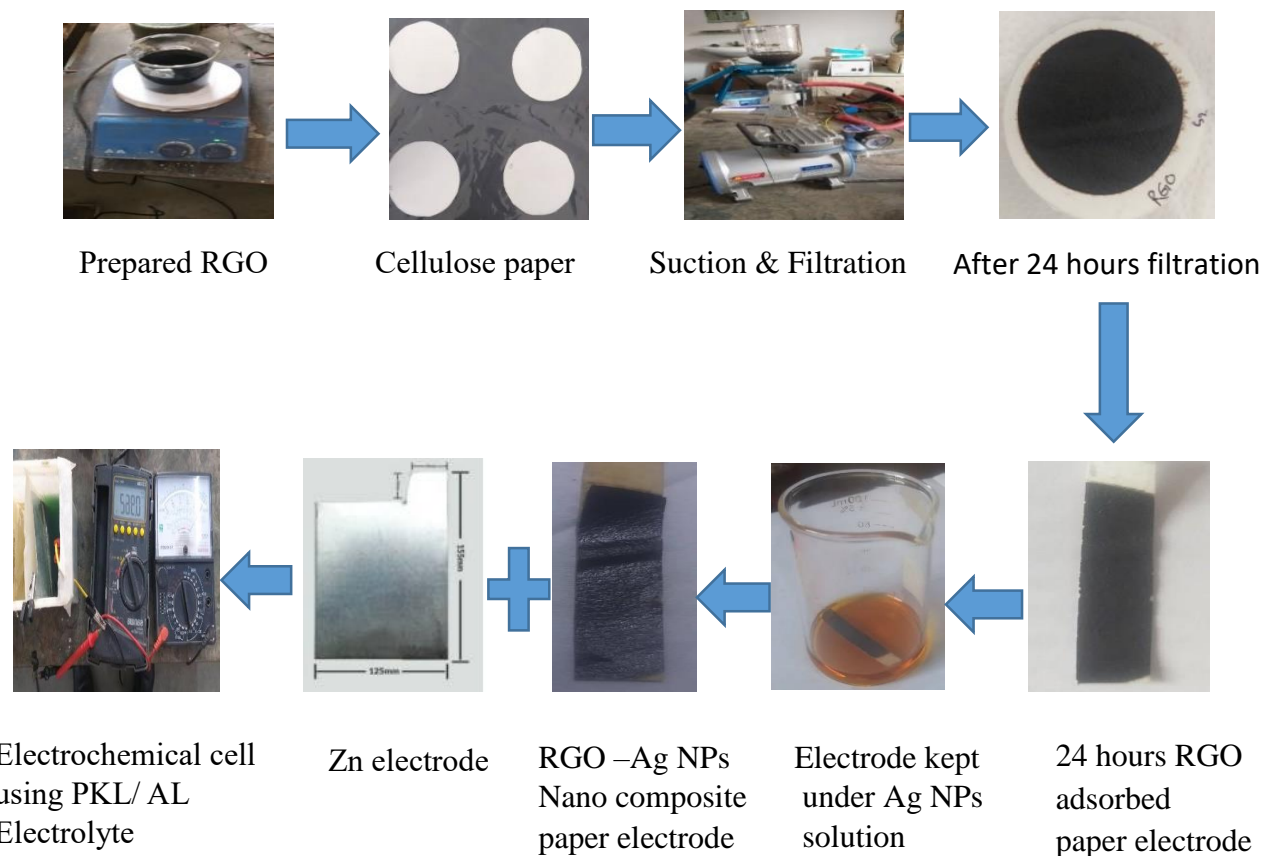 Prepared RGO
Cellulose paper
Suction & Filtration
After 24 hours filtration
RGO
S2
155mm
125mm
Electrochemical cell
using PKL/ AL
Electrolyte
Zn electrode
RGO –Ag NPs
Nano composite
paper electrode
Electrode kept
under Ag NPs
solution
24 hours RGO
adsorbed
paper electrode